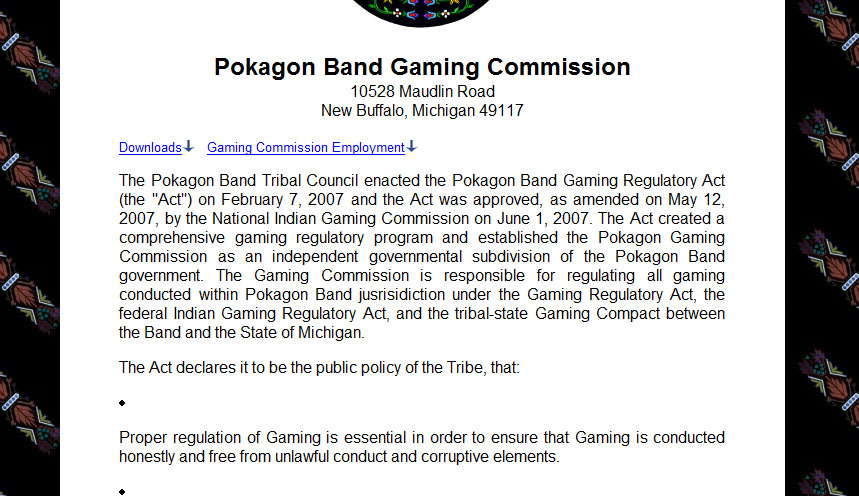 Pokagon Band Gaming Commission
10528 Maudlin Road
New Buffalo, Michigan 49117
Downloads Gaming Commission Employment
The Pokagon Band Tribal Council enacted the Pokagon Band Gaming Regulatory Act
(the "Act") on February 7, 2007 and the Act was approved, as amended on May 12,
2007, by the National Indian Gaming Commission on June 1, 2007. The Act created a
comprehensive gaming regulatory program and established the Pokagon Gaming
Commission as an independent governmental subdivision of the Pokagon Band
government. The Gaming Commission is responsible for regulating all gaming
conducted within Pokagon Band jusrisidiction under the Gaming Regulatory Act, the
federal Indian Gaming Regulatory Act, and the tribal-state Gaming Compact between
the Band and the State of Michigan.
The Act declares it to be the public policy of the Tribe, that:
Proper regulation of Gaming is essential in order to ensure that Gaming is conducted
honestly and free from unlawful conduct and corruptive elements.